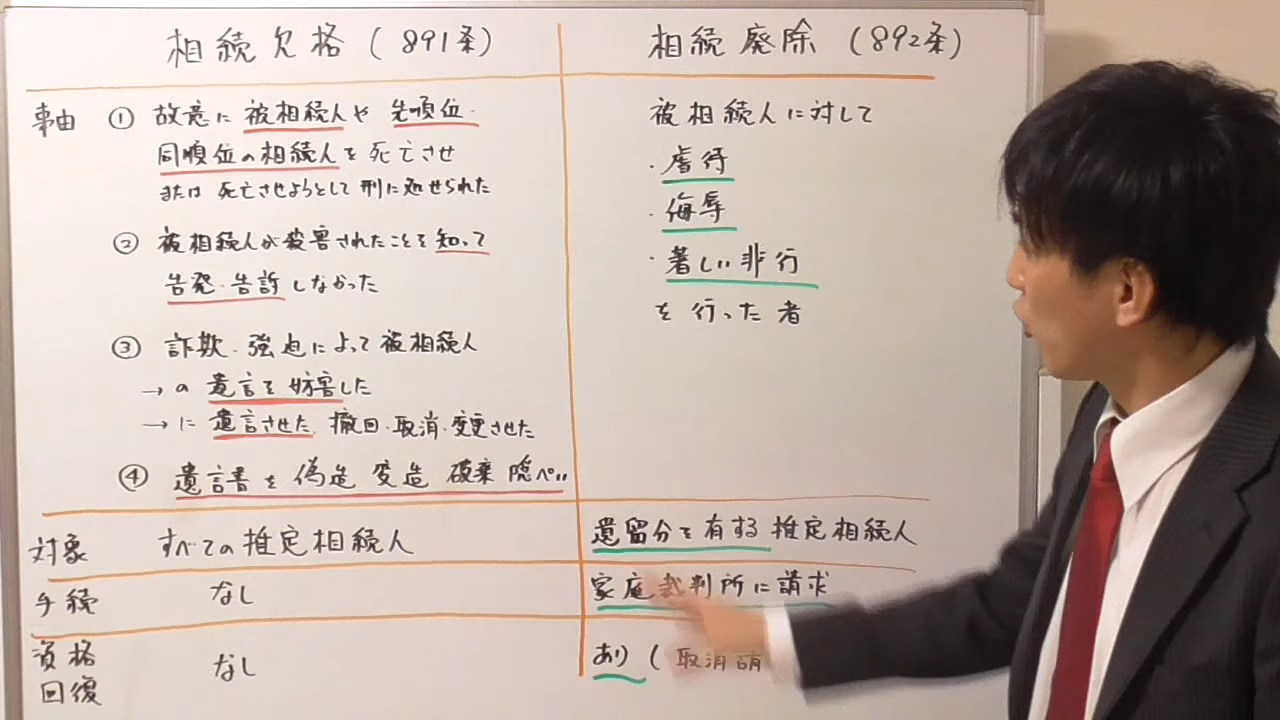 相続欠格(891条)
相続廃除(892条)
事由
① 故意に被相続人や先順位・
同順位の相続人を死亡させ
または死亡させようとして刑に処せられた
② 被相続人が殺害されたことを知って
告発・告訴しなかった
③ 詐欺・強迫によって被相続人
→の遺言を妨害した
→に遺言させた、撤回・取消・変更させた
④ 遺言書を偽造 変造 破棄 隠ぺい
被相続人に対して
・虐待
・侮辱
・著しい非行
を行った者
対象
すべての推定相続人
遺留分を有する推定相続人
手続
なし
家庭裁判所に請求
資格
回復
なし
あり(取消請